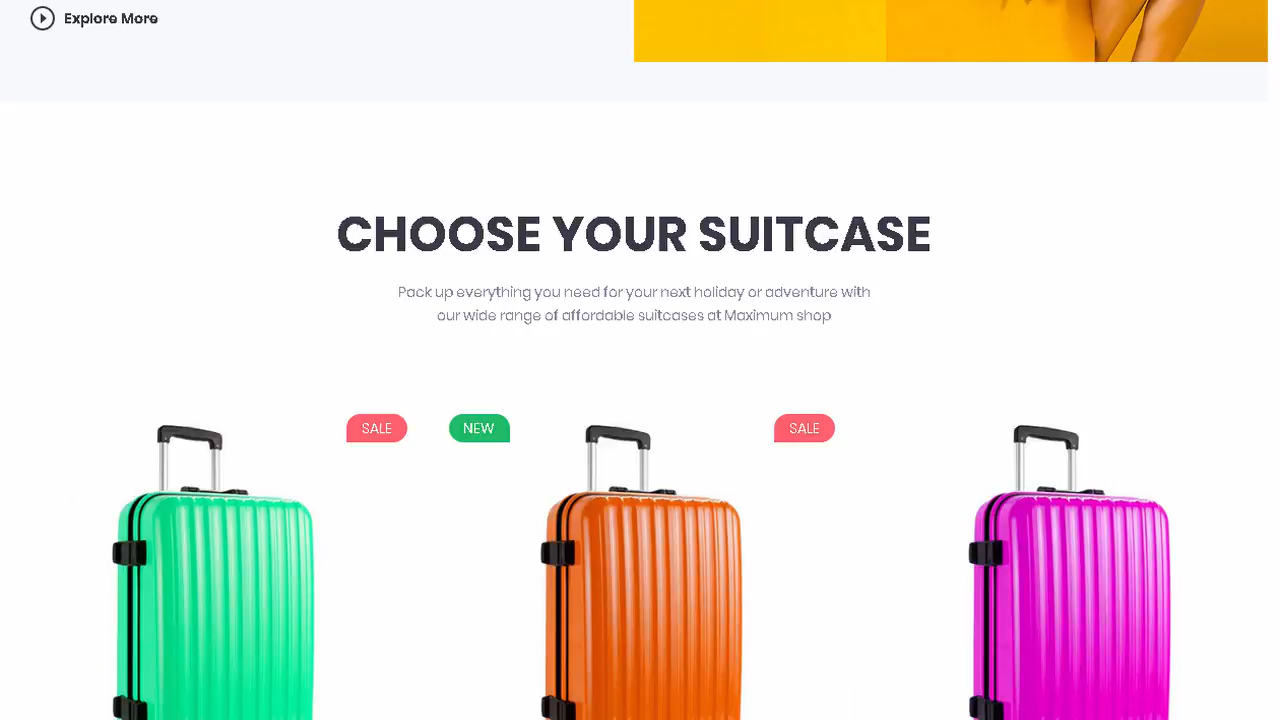 Explore More
CHOOSE YOUR SUITCASE
Pack up everything you need for your next holiday or adventure with
our wide range of affordable suitcases at Maximum shop
SALE
NEW
SALE